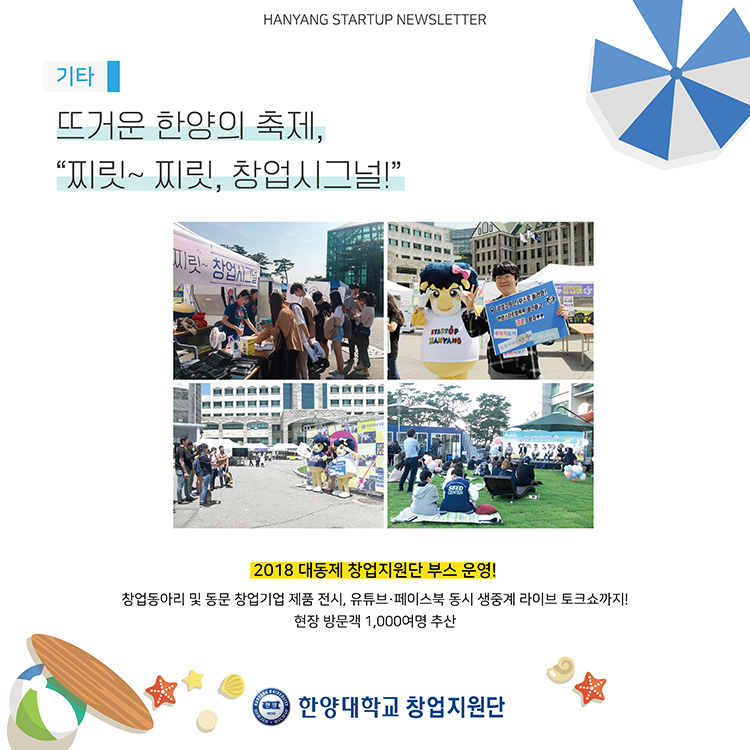 HANYANG STARTUP NEWSLETTER
기타
뜨거운 한양의 축제,
“찌릿~ 찌릿, 창업시그널!”
찌릿~ 창업시그널
STARTUP
HANYANG
SEED
CENTER
2018 대동제 창업지원단 부스 운영!
창업동아리 및 동문 창업기업 제품 전시, 유튜브·페이스북 동시 생중계 라이브 토크쇼까지!
현장 방문객 1,000여명 추산
한양대학교 창업지원단